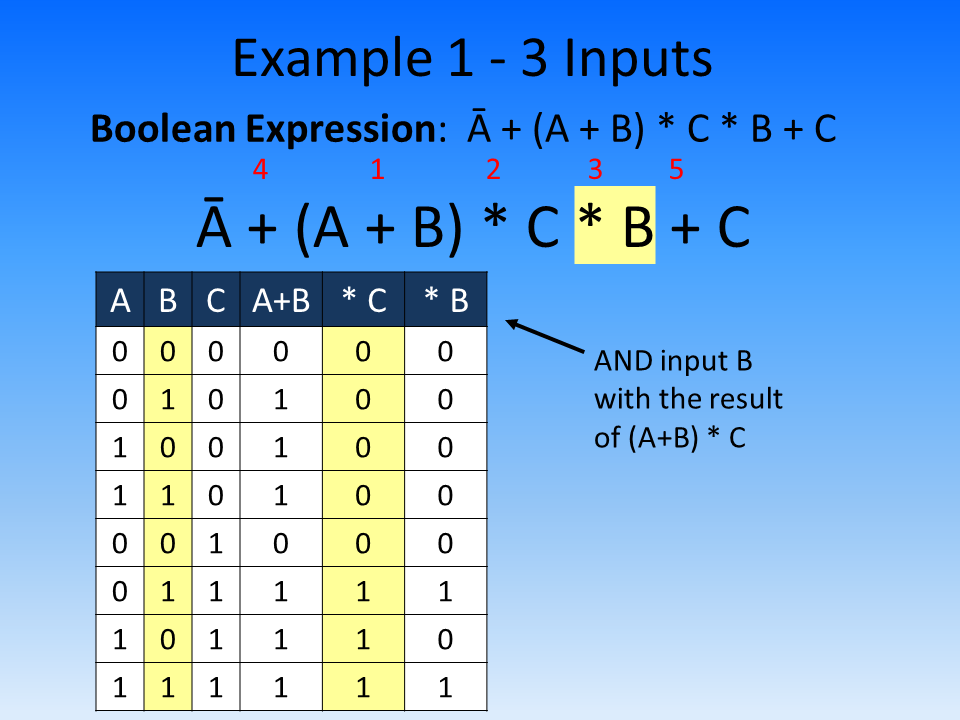 Example 1 - 3 Inputs
Boolean Expression: Ā + (A + B) * C * B + C
4 1 2 3 5
Ā + (A + B) * C * B + C
A B C A+B * C * B
0 0 0 0 0 0
0 1 0 1 0 0
1 0 0 1 0 0
1 1 0 1 0 0
0 0 1 0 0 0
0 1 1 1 1 1
1 0 1 1 1 0
1 1 1 1 1 1
AND input B
with the result
of (A+B) * C